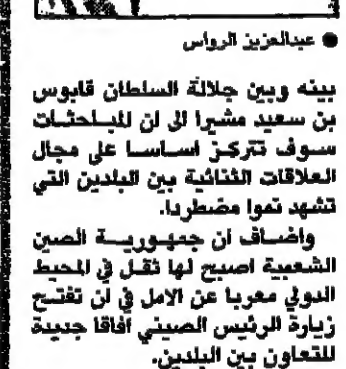 ● عبدالعزيز الرواس
بينه وبين جلالة السلطان قابوس
بن سعيد مشيرا الى ان المباحثات
سوف تتركز اساسا على مجال
العلاقات الثنائية بين البلدين التي
تشهد نموا مضطردا.
واضاف ان جمهورية الصين
الشعبية اصبح لها ثقل في المحيط
الدولي معربا عن الامل في ان تفتح
زيارة الرئيس الصيني آفاقا جديدة
للتعاون بين البلدين.